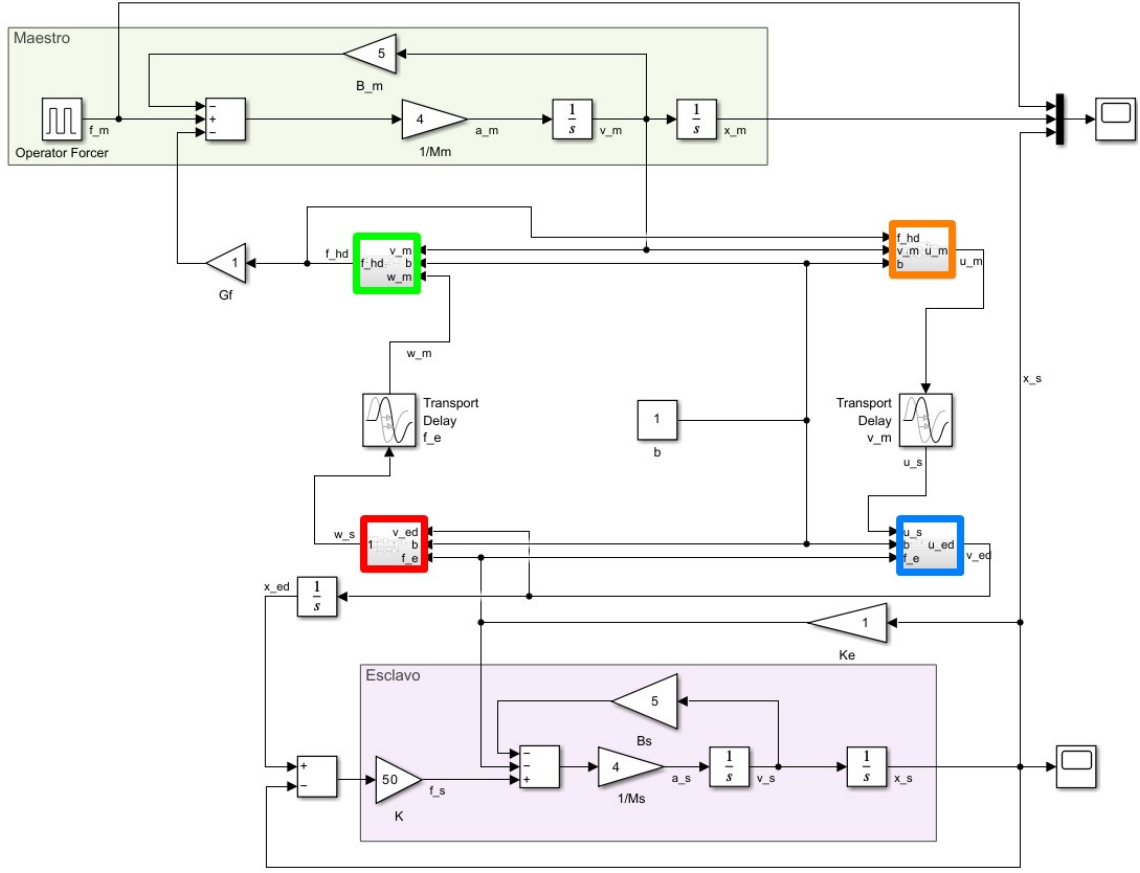 Maestro
5
B_m
−
+
−
f_m
Operator Forcer
4
1/Mm
a_m
1
s
v_m
1
s
x_m
1
Gf
f_hd
v_m
f_hd
b
w_m
f_hd
v_m
u_m
b
u_m
w_m
Transport
Delay
f_e
1
b
Transport
Delay
v_m
x_s
u_s
w_s
v_ed
1
b
f_e
u_s
b
u_ed
f_e
v_ed
x_ed
1
s
1
Ke
Esclavo
5
Bs
+
−
50
K
f_s
−
−
+
4
1/Ms
a_s
1
s
v_s
1
s
x_s